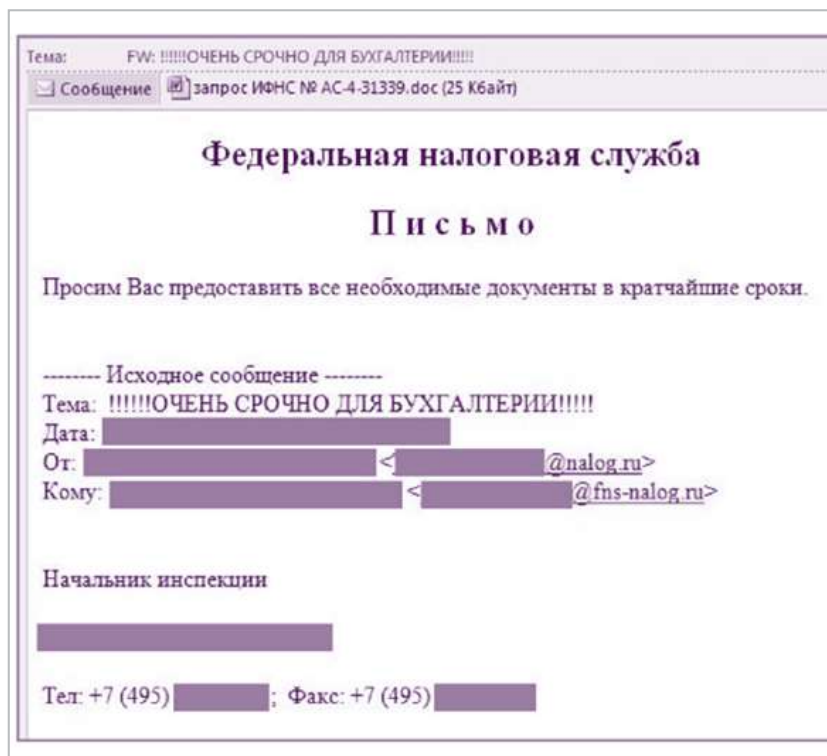 Тема: FW: !!!!!!ОЧЕНЬ СРОЧНО ДЛЯ БУХГАЛТЕРИИ!!!!!
Сообщение запрос ИФНС № АС-4-31339.doc (25 Кбайт)
Федеральная налоговая служба
П и с ь м о
Просим Вас предоставить все необходимые документы в кратчайшие сроки.
-------- Исходное сообщение --------
Тема: !!!!!!ОЧЕНЬ СРОЧНО ДЛЯ БУХГАЛТЕРИИ!!!!!
Дата:
От: < @nalog.ru>
Кому: < @fns-nalog.ru>
Начальник инспекции
Тел: +7 (495) ; Факс: +7 (495)